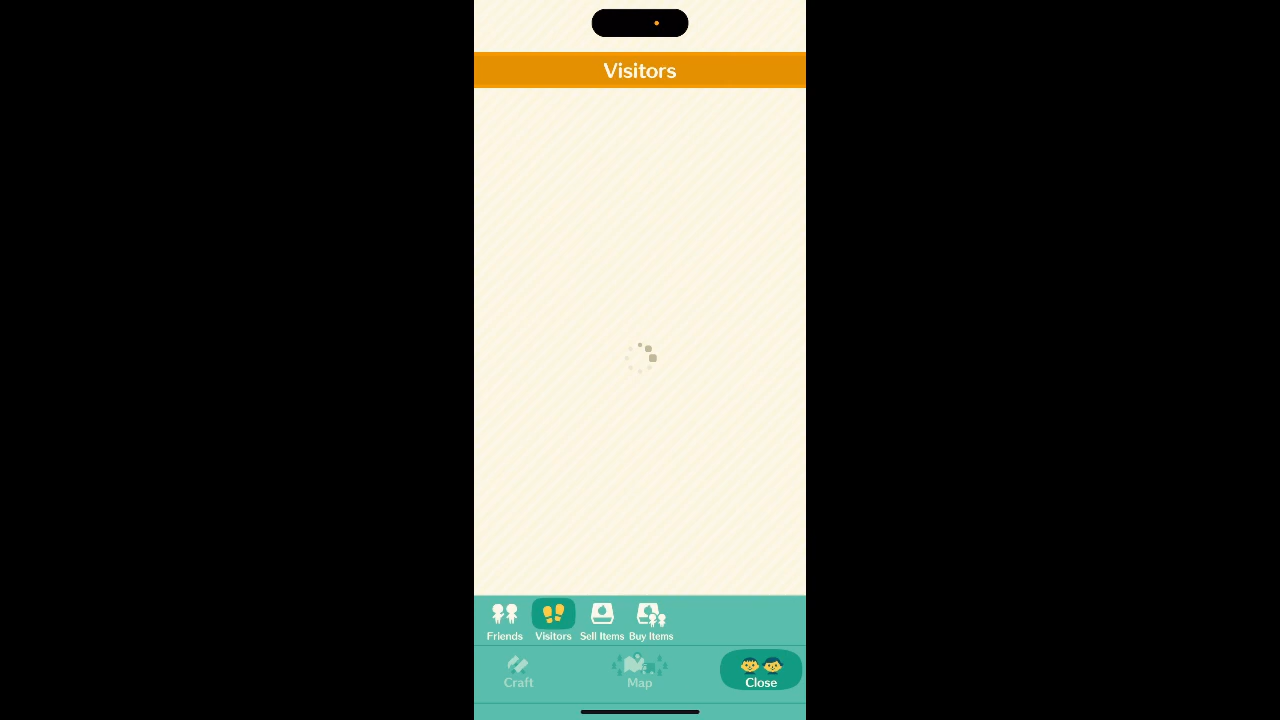 Visitors
Friends
Visitors
Sell Items
Buy Items
Craft
Map
Close